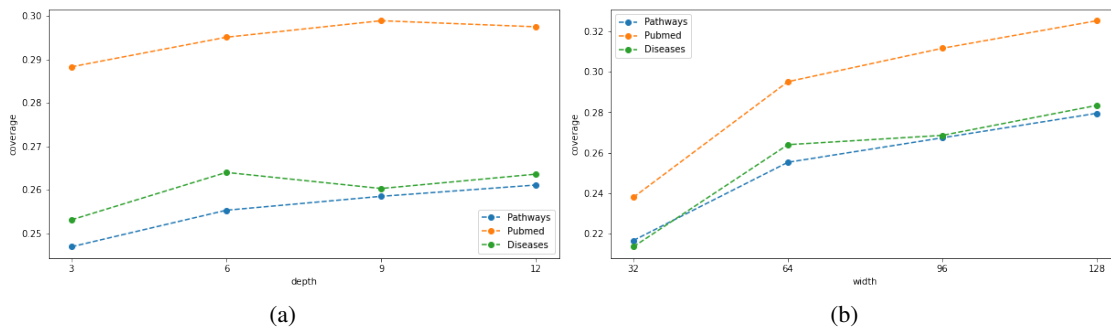 0.30
0.29
0.28
0.27
0.26
0.25
coverage
3
6
9
12
depth
Pathways
Pubmed
Diseases
(a)
Pathways
Pubmed
Diseases
0.32
0.30
0.28
0.26
0.24
0.22
coverage
32
64
96
128
width
(b)